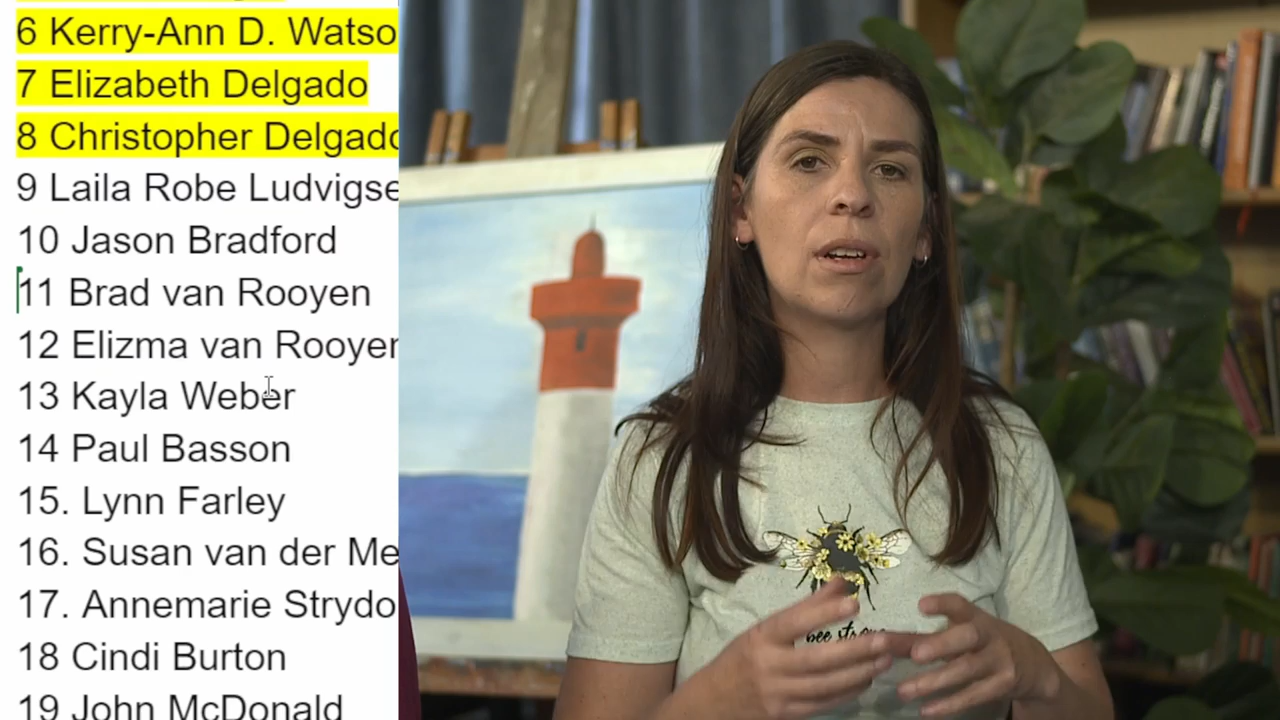 6 Kerry-Ann D. Watso
7 Elizabeth Delgado
8 Christopher Delgado
9 Laila Robe Ludvigse
10 Jason Bradford
11 Brad van Rooyen
12 Elizma van Rooyen
13 Kayla Weber
14 Paul Basson
15. Lynn Farley
16. Susan van der Me
17. Annemarie Strydo
18 Cindi Burton
19 John McDonald
bee strong